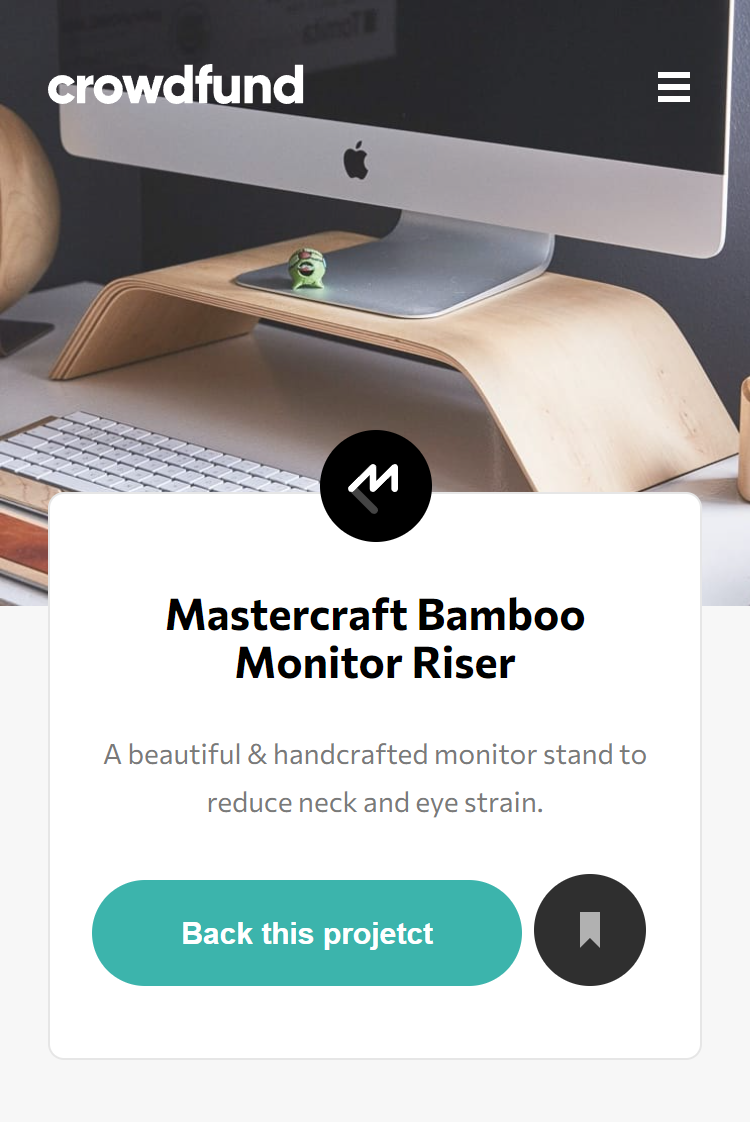 crowdfund
Mastercraft Bamboo
Monitor Riser
A beautiful & handcrafted monitor stand to
reduce neck and eye strain.
Back this projetct